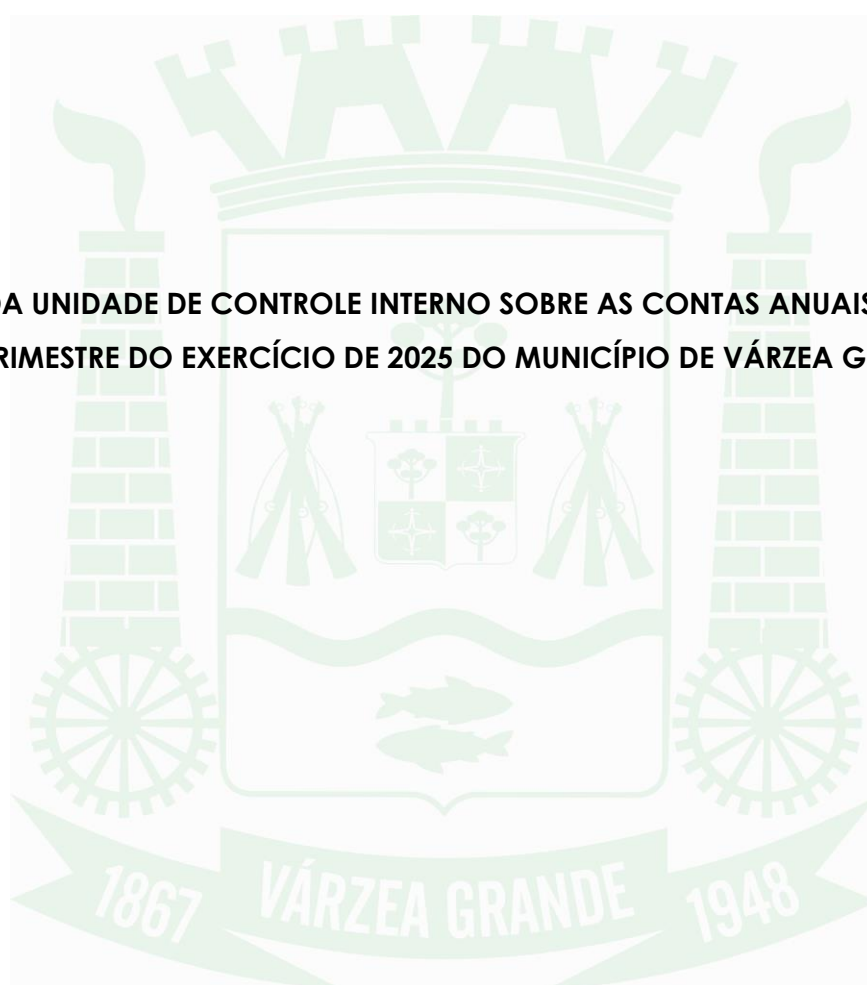 DA UNIDADE DE CONTROLE INTERNO SOBRE AS CONTAS ANUAIS
RIMESTRE DO EXERCÍCIO DE 2025 DO MUNICÍPIO DE VÁRZEA G
1867 VÁRZEA GRANDE 1948